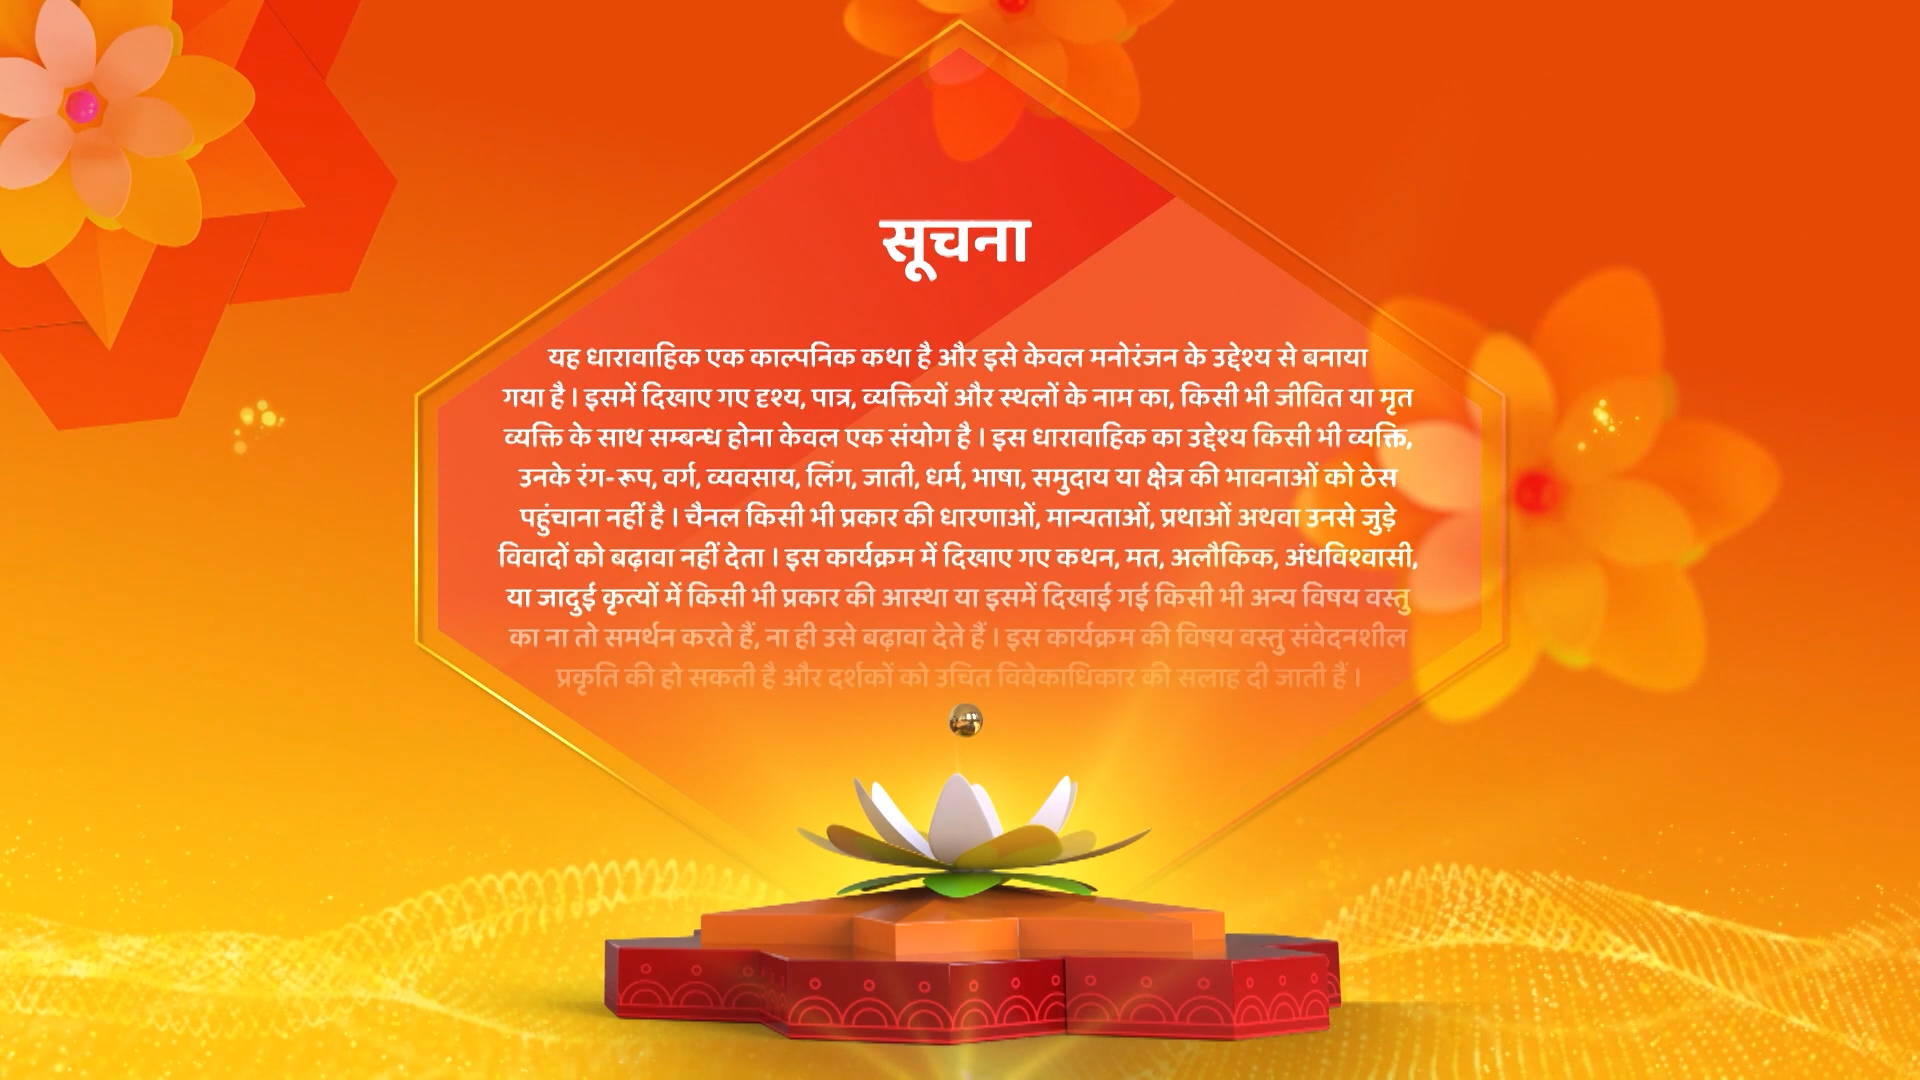 सूचना
यह धारावाहिक एक काल्पनिक कथा है और इसे केवल मनोरंजन के उद्देश्य से बनाया
गया है । इसमें दिखाए गए दृश्य, पात्र, व्यक्तियों और स्थलों के नाम का, किसी भी जीवित या मृत
व्यक्ति के साथ सम्बन्ध होना केवल एक संयोग है । इस धारावाहिक का उद्देश्य किसी भी व्यक्ति,
उनके रंग-रूप, वर्ग, व्यवसाय, लिंग, जाती, धर्म, भाषा, समुदाय या क्षेत्र की भावनाओं को ठेस
पहुंचाना नहीं है । चैनल किसी भी प्रकार की धारणाओं, मान्यताओं, प्रथाओं अथवा उनसे जुड़े
विवादों को बढ़ावा नहीं देता । इस कार्यक्रम में दिखाए गए कथन, मत, अलौकिक, अंधविश्वासी,
या जादुई कृत्यों में किसी भी प्रकार की आस्था या इसमें दिखाई गई किसी भी अन्य विषय वस्तु
का ना तो समर्थन करते हैं, ना ही उसे बढ़ावा देते हैं । इस कार्यक्रम की विषय वस्तु संवेदनशील
प्रकृति की हो सकती है और दर्शकों को उचित विवेकाधिकार की सलाह दी जाती हैं ।